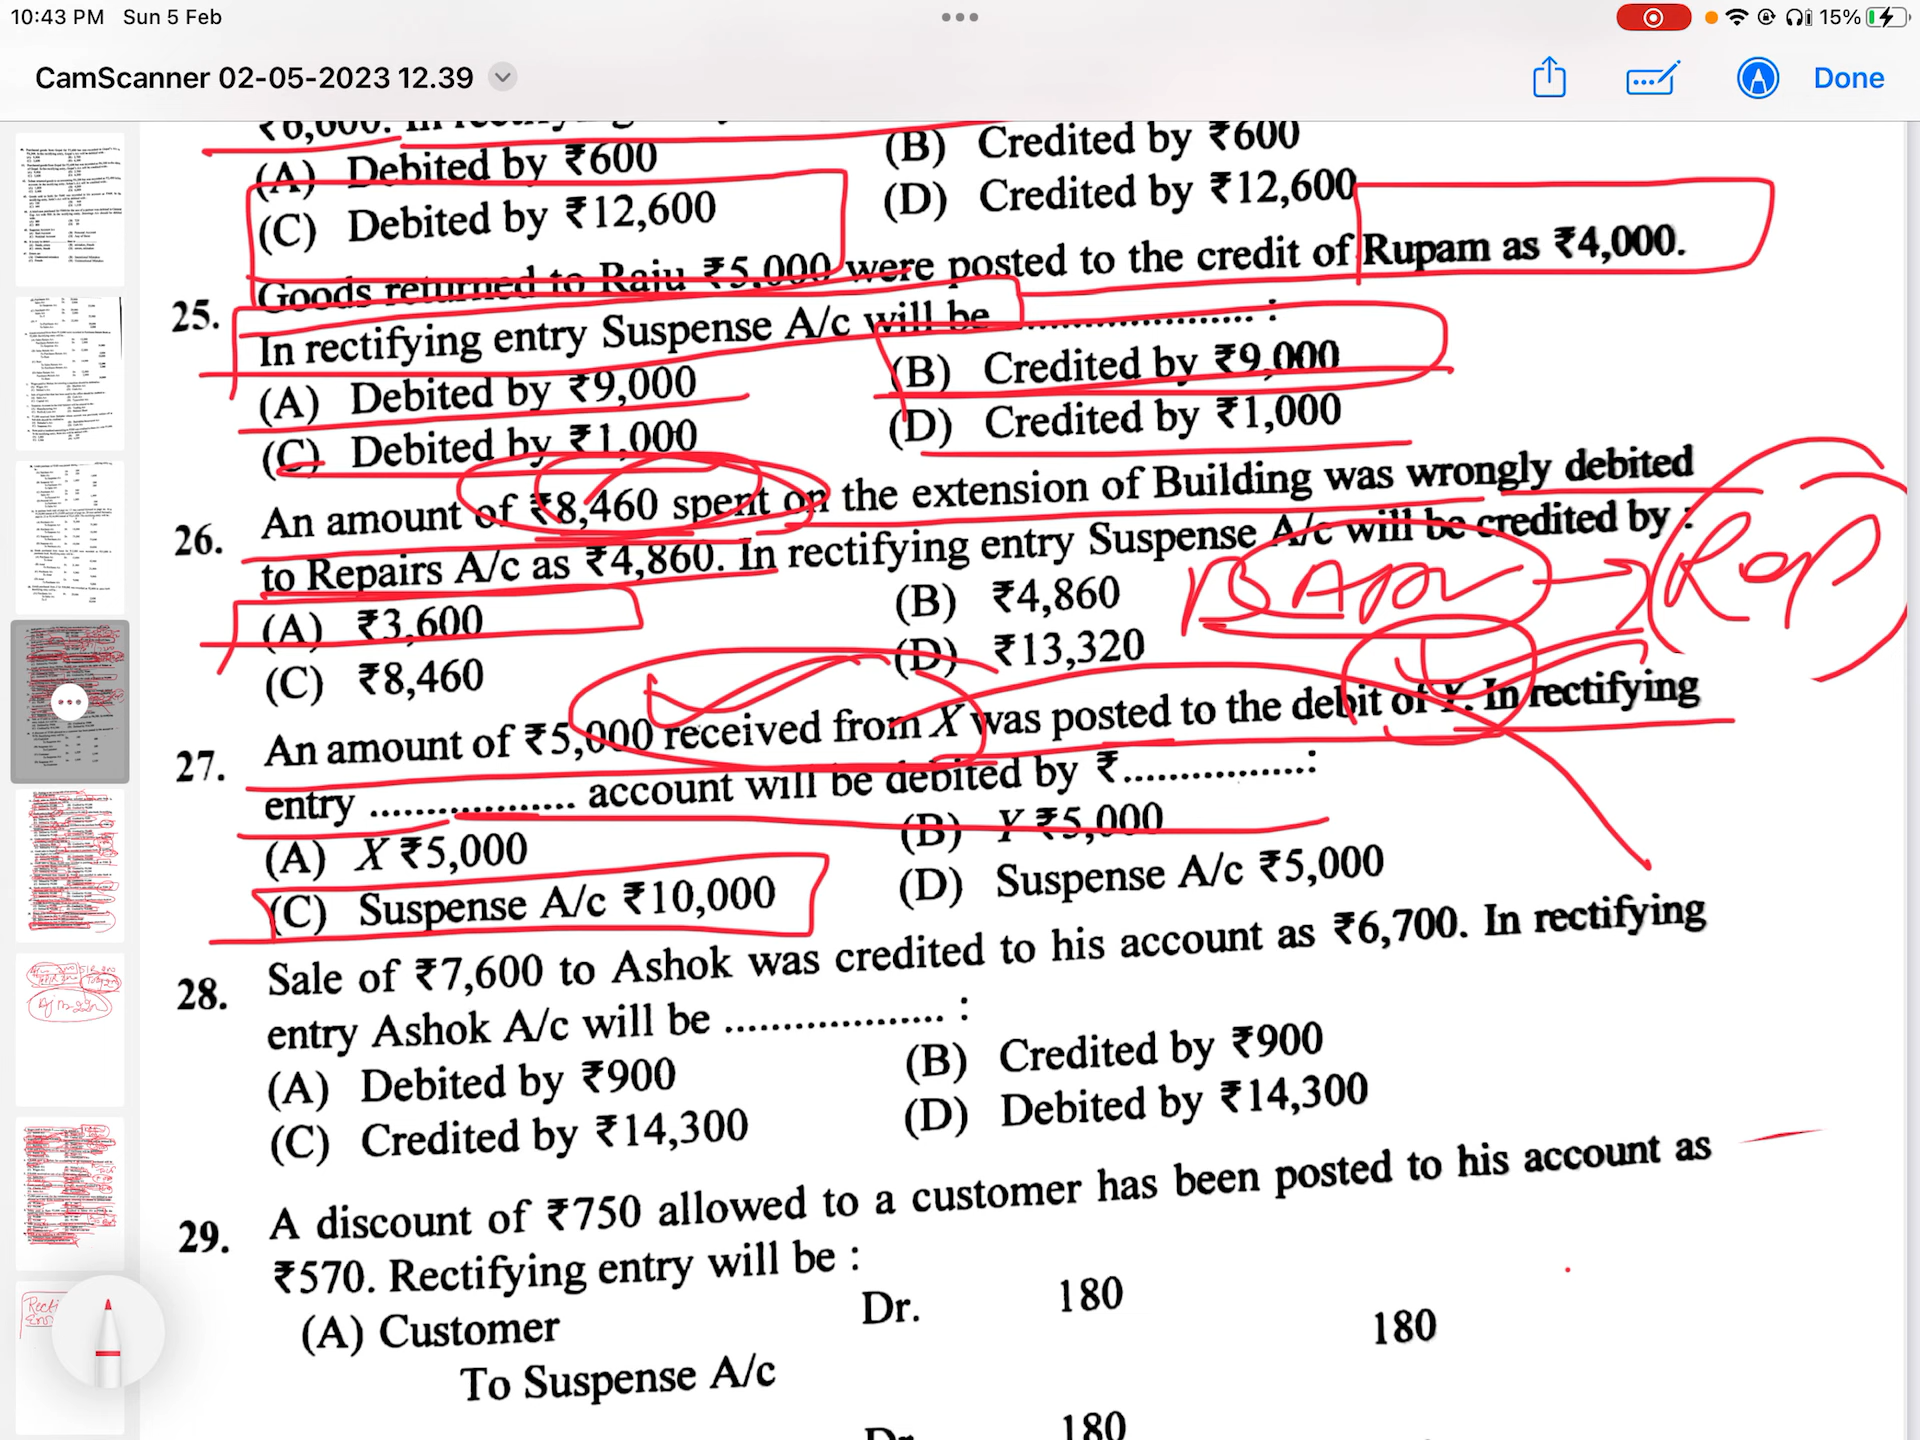 10:43 PM Sun 5 Feb
15%
CamScanner 02-05-2023 12.39
Done
(A) Debited by ₹600 (B) Credited by ₹600
(C) Debited by ₹12,600 (D) Credited by ₹12,600
25. Goods returned to Raju ₹5,000 were posted to the credit of Rupam as ₹4,000.
In rectifying entry Suspense A/c will be .................... :
(A) Debited by ₹9,000 (B) Credited by ₹9,000
(C) Debited by ₹1,000 (D) Credited by ₹1,000
26. An amount of ₹8,460 spent on the extension of Building was wrongly debited
to Repairs A/c as ₹4,860. In rectifying entry Suspense A/c will be credited by :
(A) ₹3,600 (B) ₹4,860
(C) ₹8,460 (D) ₹13,320
Rep
27. An amount of ₹5,000 received from X was posted to the debit of Y. In rectifying
entry ................. account will be debited by ₹.................:
(A) X ₹5,000 (B) Y ₹5,000
(C) Suspense A/c ₹10,000 (D) Suspense A/c ₹5,000
28. Sale of ₹7,600 to Ashok was credited to his account as ₹6,700. In rectifying
entry Ashok A/c will be .................... :
(A) Debited by ₹900 (B) Credited by ₹900
(C) Credited by ₹14,300 (D) Debited by ₹14,300
29. A discount of ₹750 allowed to a customer has been posted to his account as
₹570. Rectifying entry will be :
(A) Customer Dr. 180
To Suspense A/c 180
Dr. 180